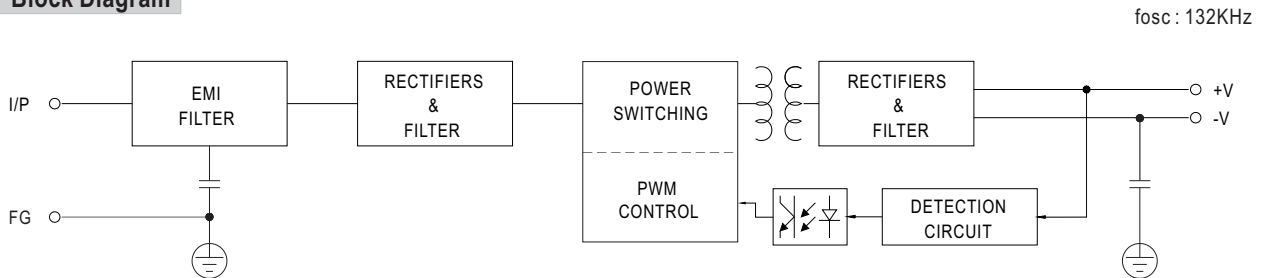 Block Diagram
fosc : 132KHz
I/P
EMI
FILTER
RECTIFIERS
&
FILTER
POWER
SWITCHING
PWM
CONTROL
RECTIFIERS
&
FILTER
+V
-V
DETECTION
CIRCUIT
FG